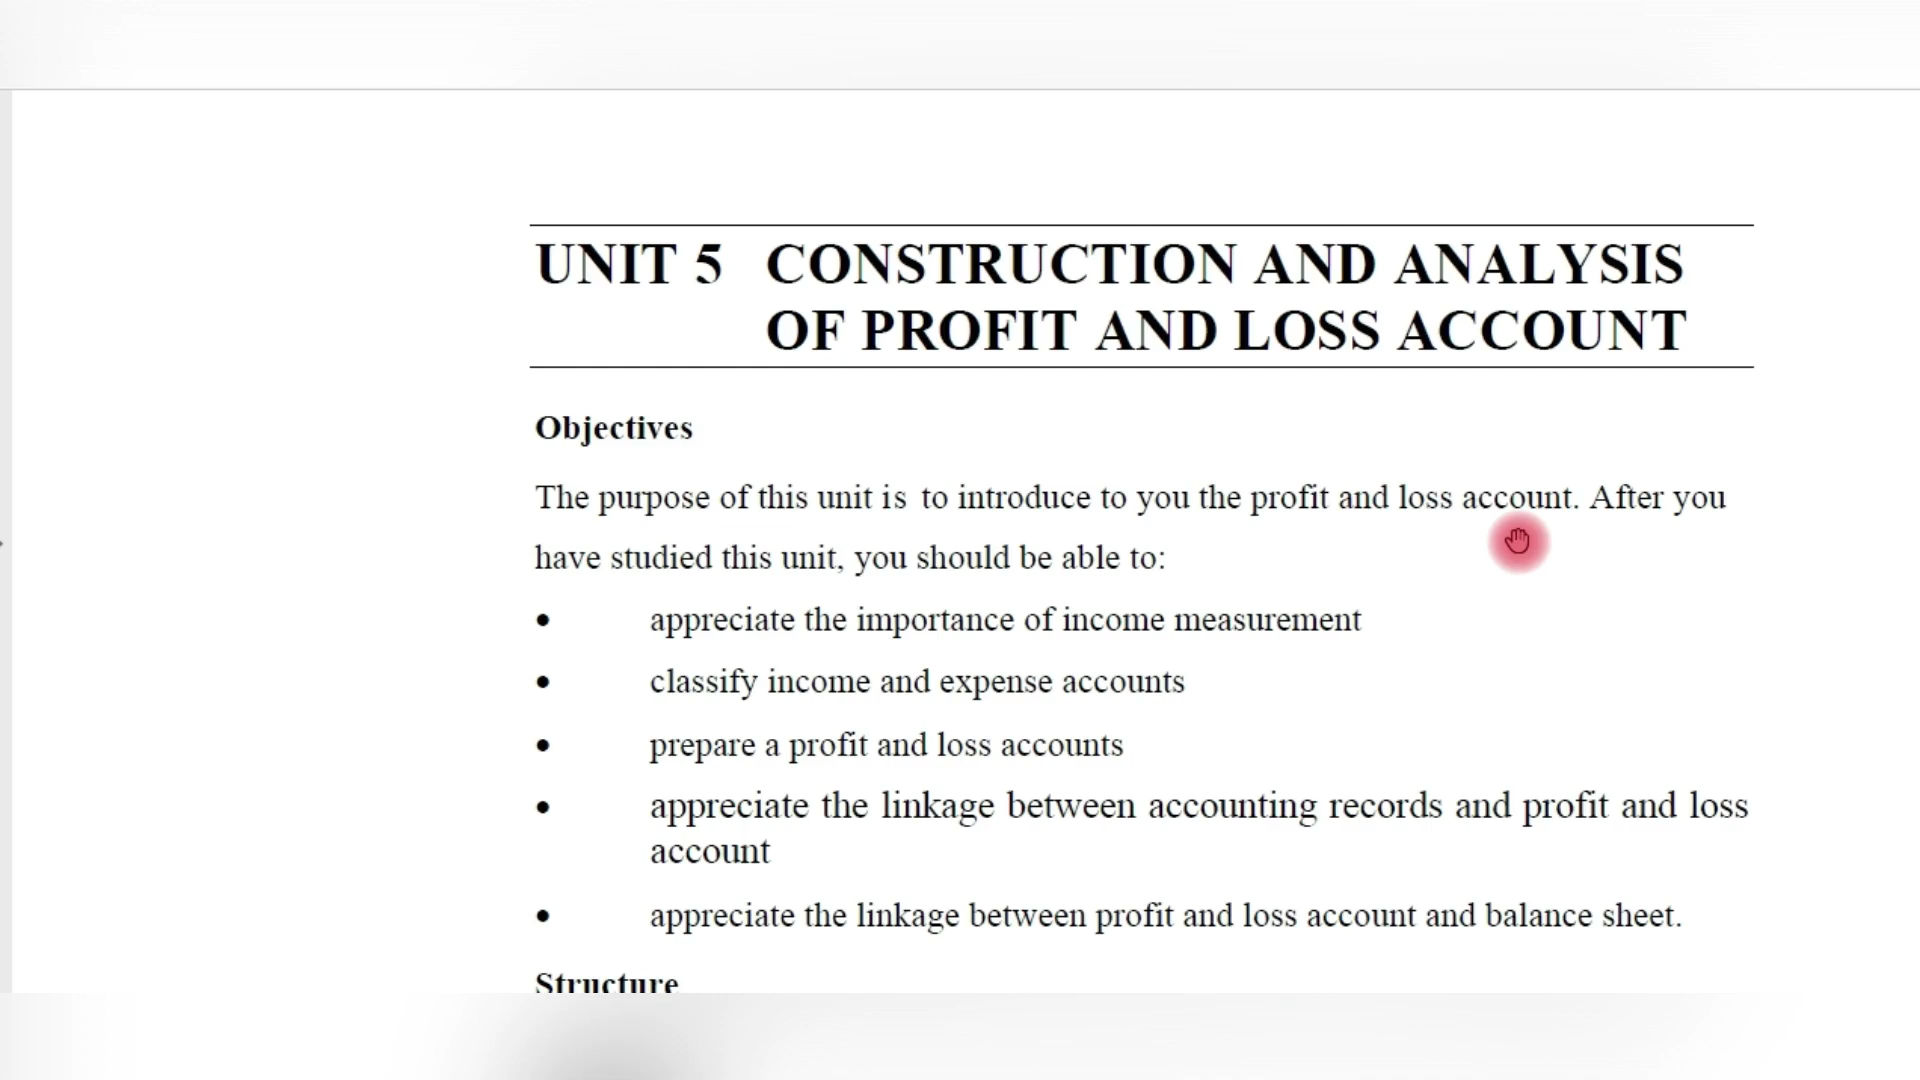 UNIT 5 CONSTRUCTION AND ANALYSIS
OF PROFIT AND LOSS ACCOUNT
Objectives
The purpose of this unit is to introduce to you the profit and loss account. After you
have studied this unit, you should be able to:
• appreciate the importance of income measurement
• classify income and expense accounts
• prepare a profit and loss accounts
• appreciate the linkage between accounting records and profit and loss
account
• appreciate the linkage between profit and loss account and balance sheet.
Structure